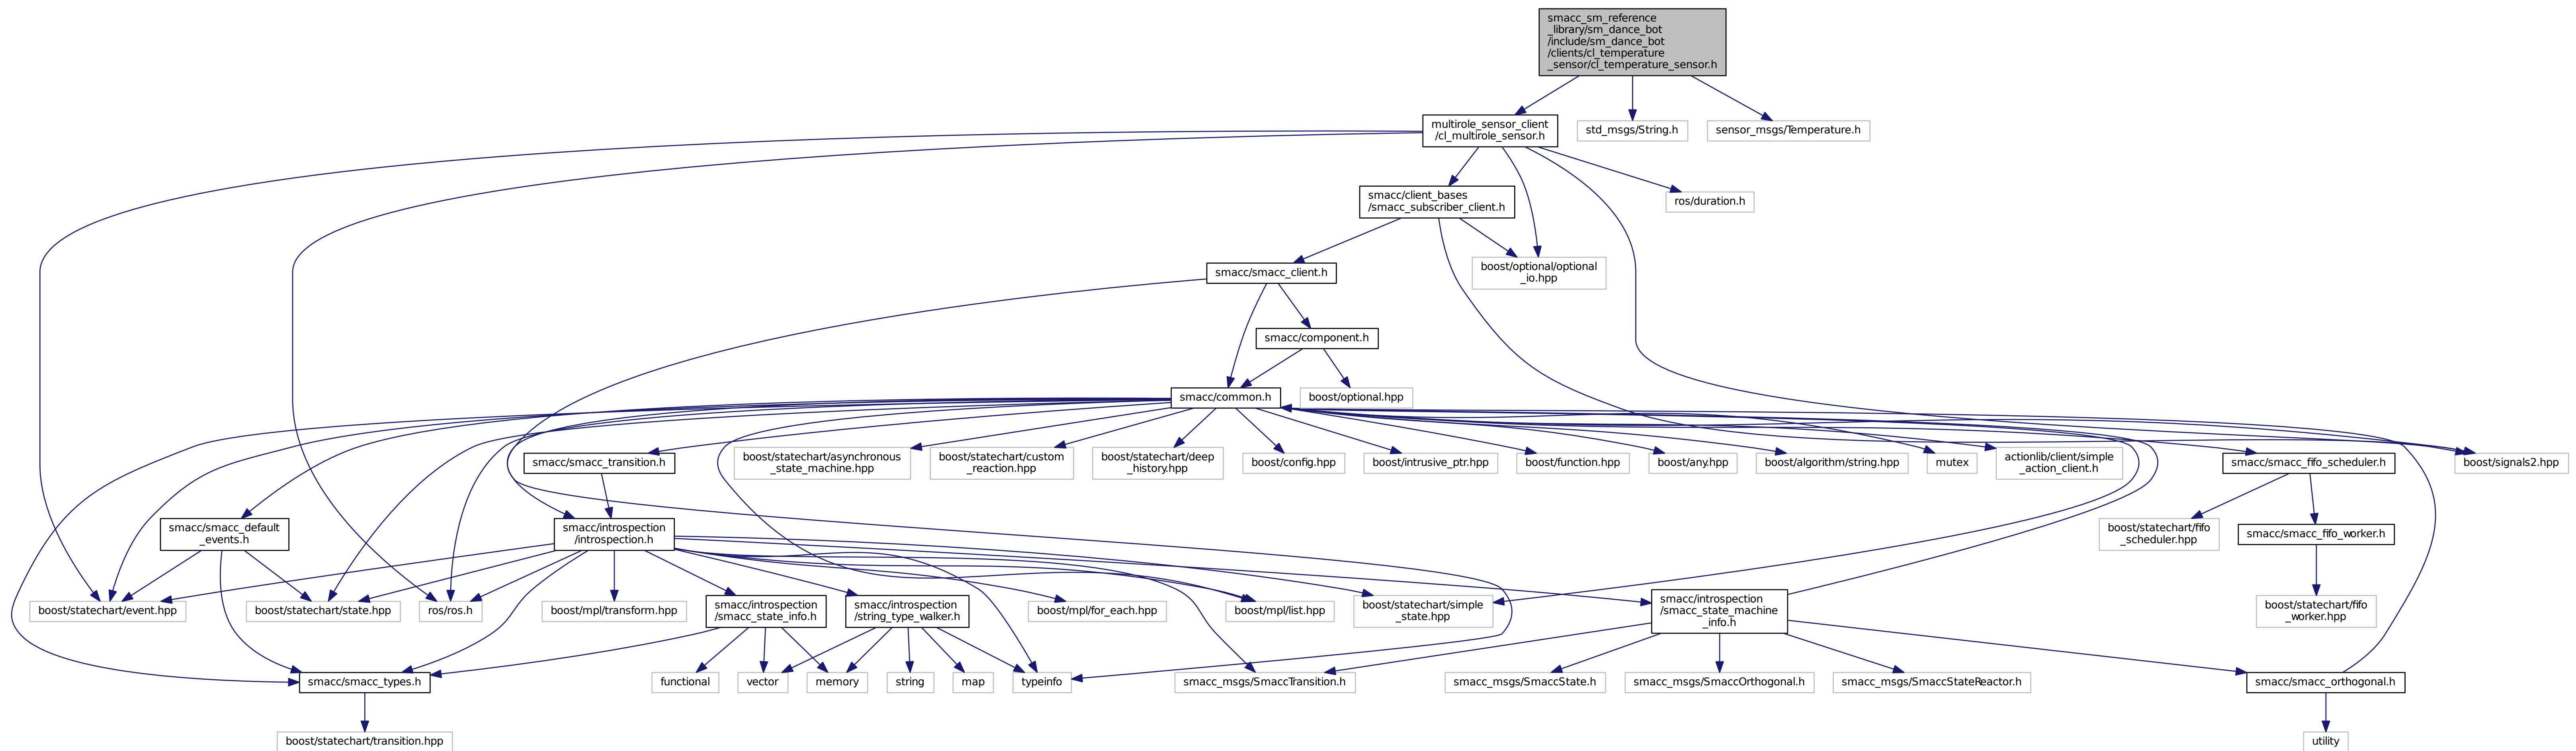 smacc_sm_reference
_library/sm_dance_bot
/include/sm_dance_bot
/clients/cl_temperature
_sensor/cl_temperature_sensor.h
multirole_sensor_client
/cl_multirole_sensor.h
std_msgs/String.h
sensor_msgs/Temperature.h
smacc/client_bases
/smacc_subscriber_client.h
ros/duration.h
smacc/smacc_client.h
boost/optional/optional
_io.hpp
smacc/component.h
smacc/common.h
boost/optional.hpp
smacc/smacc_transition.h
boost/statechart/asynchronous
_state_machine.hpp
boost/statechart/custom
_reaction.hpp
boost/statechart/deep
_history.hpp
boost/config.hpp
boost/intrusive_ptr.hpp
boost/function.hpp
boost/any.hpp
boost/algorithm/string.hpp
mutex
actionlib/client/simple
_action_client.h
smacc/smacc_fifo_scheduler.h
boost/signals2.hpp
smacc/smacc_default
_events.h
smacc/introspection
/introspection.h
boost/statechart/fifo
_scheduler.hpp
smacc/smacc_fifo_worker.h
boost/statechart/event.hpp
boost/statechart/state.hpp
ros/ros.h
boost/mpl/transform.hpp
smacc/introspection
/smacc_state_info.h
smacc/introspection
/string_type_walker.h
boost/mpl/for_each.hpp
boost/mpl/list.hpp
boost/statechart/simple
_state.hpp
smacc/introspection
/smacc_state_machine
_info.h
boost/statechart/fifo
_worker.hpp
smacc/smacc_types.h
functional
vector
memory
string
map
typeinfo
smacc_msgs/SmaccTransition.h
smacc_msgs/SmaccState.h
smacc_msgs/SmaccOrthogonal.h
smacc_msgs/SmaccStateReactor.h
smacc/smacc_orthogonal.h
boost/statechart/transition.hpp
utility